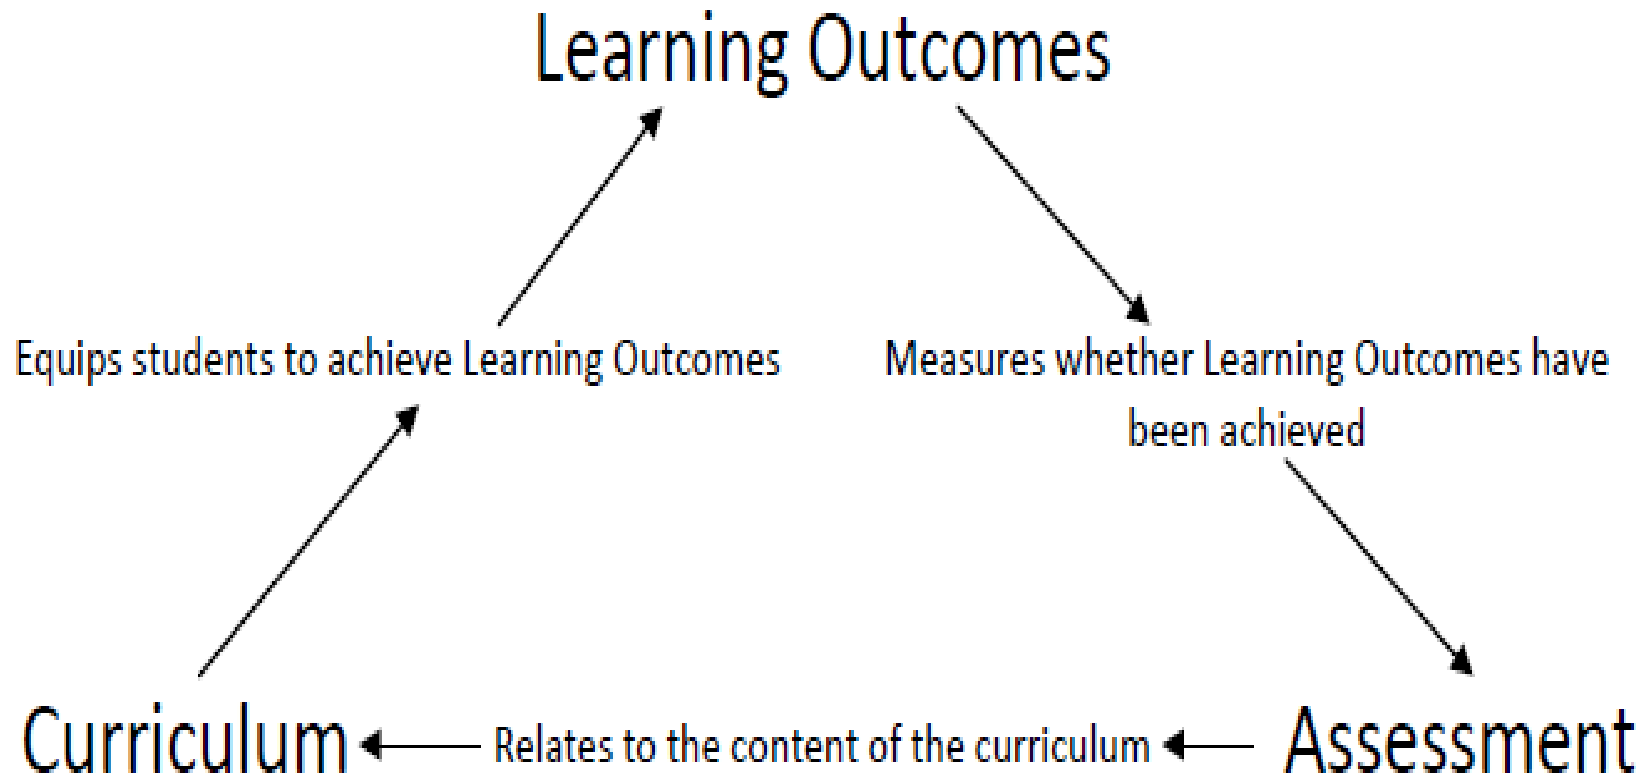 Learning Outcomes
Equips students to achieve Learning Outcomes
Measures whether Learning Outcomes have
been achieved
Curriculum
Relates to the content of the curriculum
Assessment